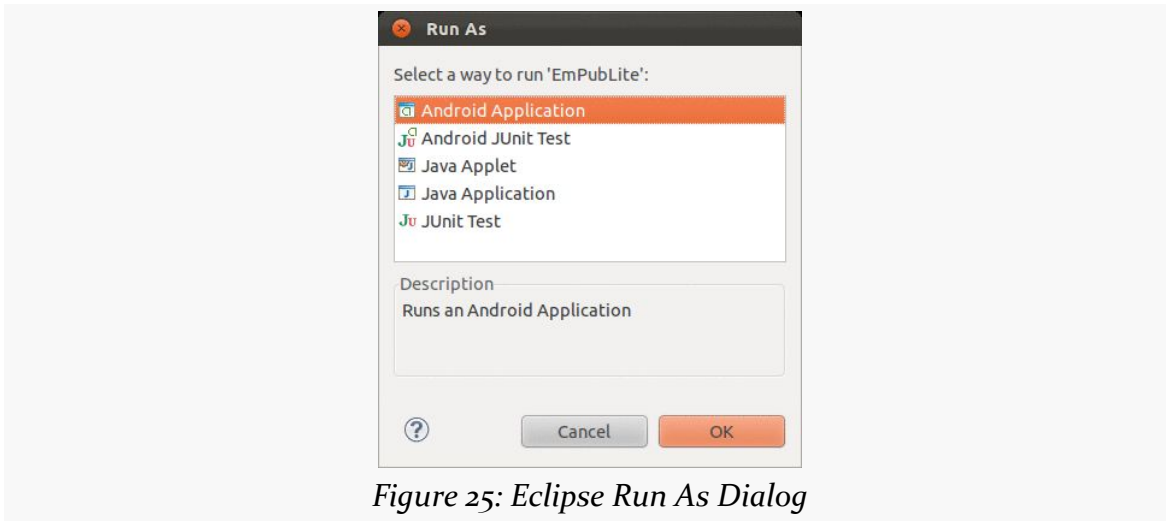 Run As
Select a way to run 'EmPubLite':
Android Application
Android JUnit Test
Java Applet
Java Application
JUnit Test
Description
Runs an Android Application
Cancel OK
Figure 25: Eclipse Run As Dialog